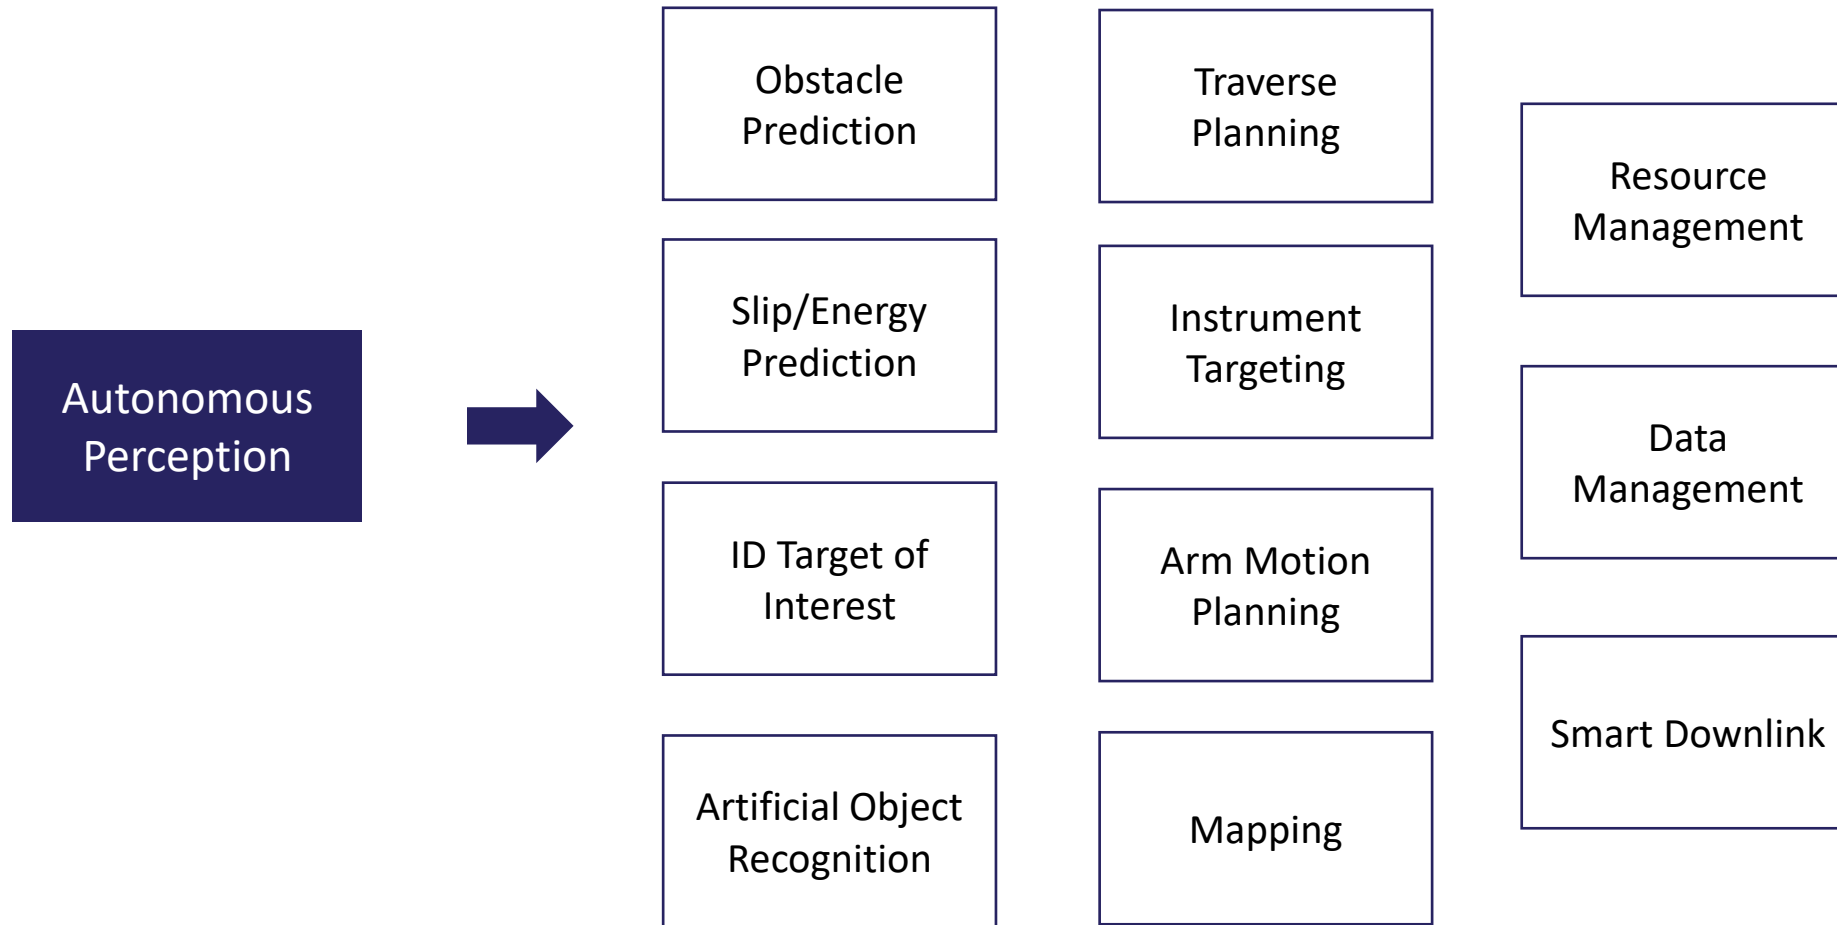 Autonomous
Perception
Obstacle
Prediction
Slip/Energy
Prediction
ID Target of
Interest
Artificial Object
Recognition
Traverse
Planning
Instrument
Targeting
Arm Motion
Planning
Mapping
Resource
Management
Data
Management
Smart Downlink